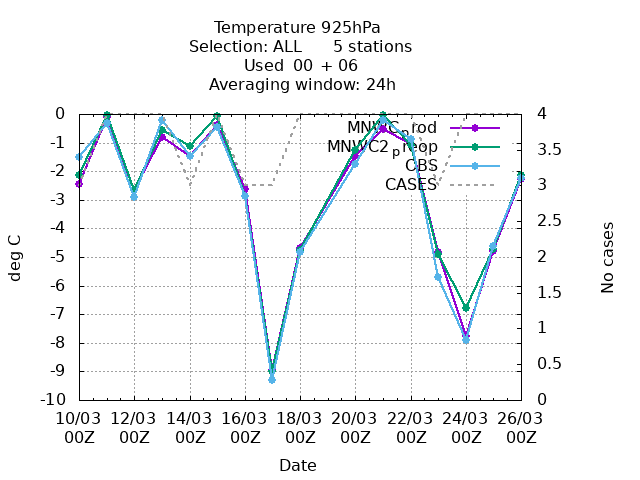 Temperature 925hPa
Selection: ALL 5 stations
Used 00 + 06
Averaging window: 24h
MNWC_prod
MNWC2_preop
OBS
CASES
0
-1
-2
-3
-4
-5
-6
-7
-8
-9
-10
4
3.5
3
2.5
2
1.5
1
0.5
0
deg C
No cases
10/03 12/03 14/03 16/03 18/03 20/03 22/03 24/03 26/03
00Z 00Z 00Z 00Z 00Z 00Z 00Z 00Z 00Z
Date